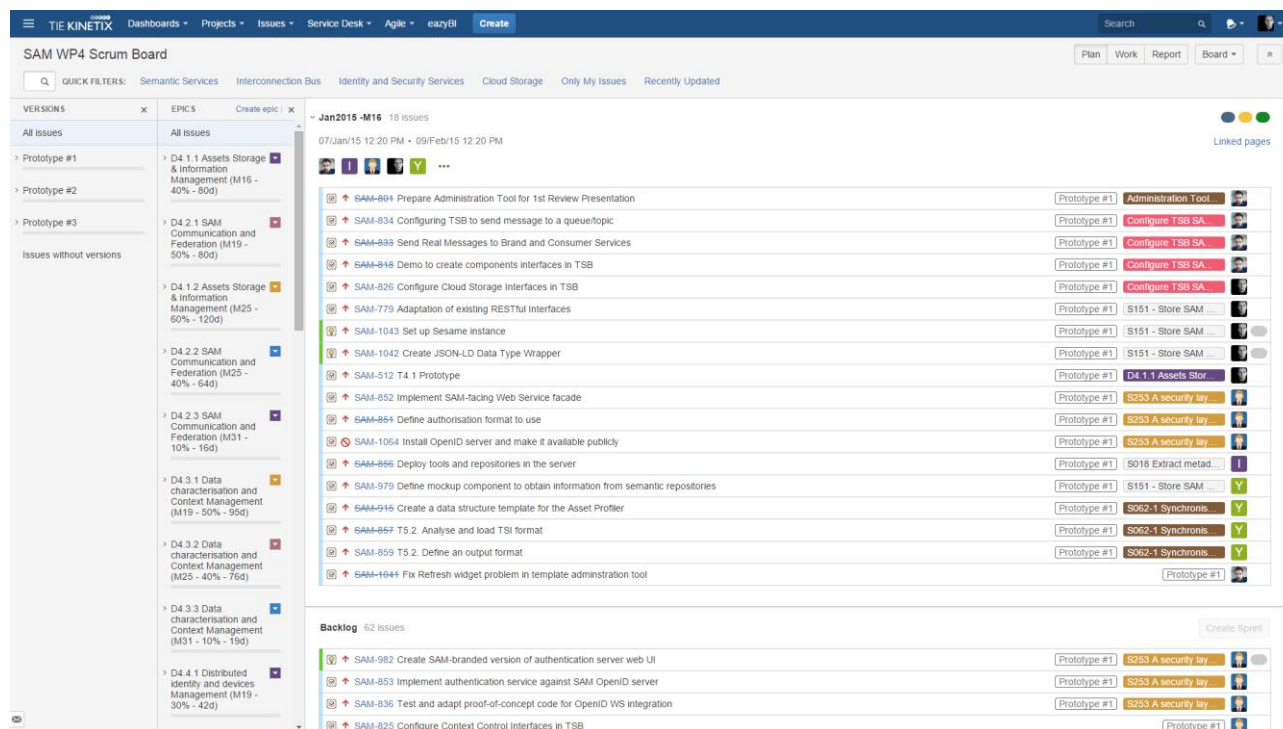 TIE KINETIX Dashboards Projects Issues Service Desk Agile eazyBI Create Search
SAM WP4 Scrum Board
Plan Work Report Board
QUICK FILTERS: Semantic Services Interconnection Bus Identity and Security Services Cloud Storage Only My Issues Recently Updated
VERSIONS x
All issues
Prototype #1
Prototype #2
Prototype #3
Issues without versions
EPICS Create epic x
All issues
D4.1.1 Assets Storage
& Information
Management (M16 -
40% - 80d)
D4.2.1 SAM
Communication and
Federation (M19 -
50% - 80d)
D4.1.2 Assets Storage
& Information
Management (M25 -
60% - 120d)
D4.2.2 SAM
Communication and
Federation (M25 -
40% - 64d)
D4.2.3 SAM
Communication and
Federation (M31 -
10% - 16d)
D4.3.1 Data
characterisation and
Context Management
(M19 - 50% - 95d)
D4.3.2 Data
characterisation and
Context Management
(M25 - 40% - 76d)
D4.3.3 Data
characterisation and
Context Management
(M31 - 10% - 19d)
D4.4.1 Distributed
identity and devices
Management (M19 -
30% - 42d)
Jan2015 -M16 18 issues
07/Jan/15 12:20 PM • 09/Feb/15 12:20 PM
Linked pages
I Y ...
SAM-801 Prepare Administration Tool for 1st Review Presentation Prototype #1 Administration Tool...
SAM-834 Configuring TSB to send message to a queue/topic Prototype #1 Configure TSB SA...
SAM-833 Send Real Messages to Brand and Consumer Services Prototype #1 Configure TSB SA...
SAM-818 Demo to create components interfaces in TSB Prototype #1 Configure TSB SA...
SAM-826 Configure Cloud Storage Interfaces in TSB Prototype #1 Configure TSB SA...
SAM-779 Adaptation of existing RESTful Interfaces Prototype #1 S151 - Store SAM ...
SAM-1043 Set up Sesame instance Prototype #1 S151 - Store SAM ...
SAM-1042 Create JSON-LD Data Type Wrapper Prototype #1 S151 - Store SAM ...
SAM-512 T4.1 Prototype Prototype #1 D4.1.1 Assets Stor...
SAM-852 Implement SAM-facing Web Service facade Prototype #1 S253 A security lay...
SAM-851 Define authorisation format to use Prototype #1 S253 A security lay...
SAM-1064 Install OpenID server and make it available publicly Prototype #1 S253 A security lay...
SAM-856 Deploy tools and repositories in the server Prototype #1 S018 Extract metad... I
SAM-979 Define mockup component to obtain information from semantic repositories Prototype #1 S151 - Store SAM ... Y
SAM-915 Create a data structure template for the Asset Profiler Prototype #1 S062-1 Synchronis... Y
SAM-857 T5.2. Analyse and load TSI format Prototype #1 S062-1 Synchronis... Y
SAM-859 T5.2. Define an output format Prototype #1 S062-1 Synchronis... Y
SAM-1041 Fix Refresh widget problem in template adminstration tool Prototype #1
Backlog 62 issues Create Sprint
SAM-982 Create SAM-branded version of authentication server web UI Prototype #1 S253 A security lay...
SAM-853 Implement authentication service against SAM OpenID server Prototype #1 S253 A security lay...
SAM-836 Test and adapt proof-of-concept code for OpenID WS integration Prototype #1 S253 A security lay...
SAM-825 Configure Context Control Interfaces in TSB Prototype #1